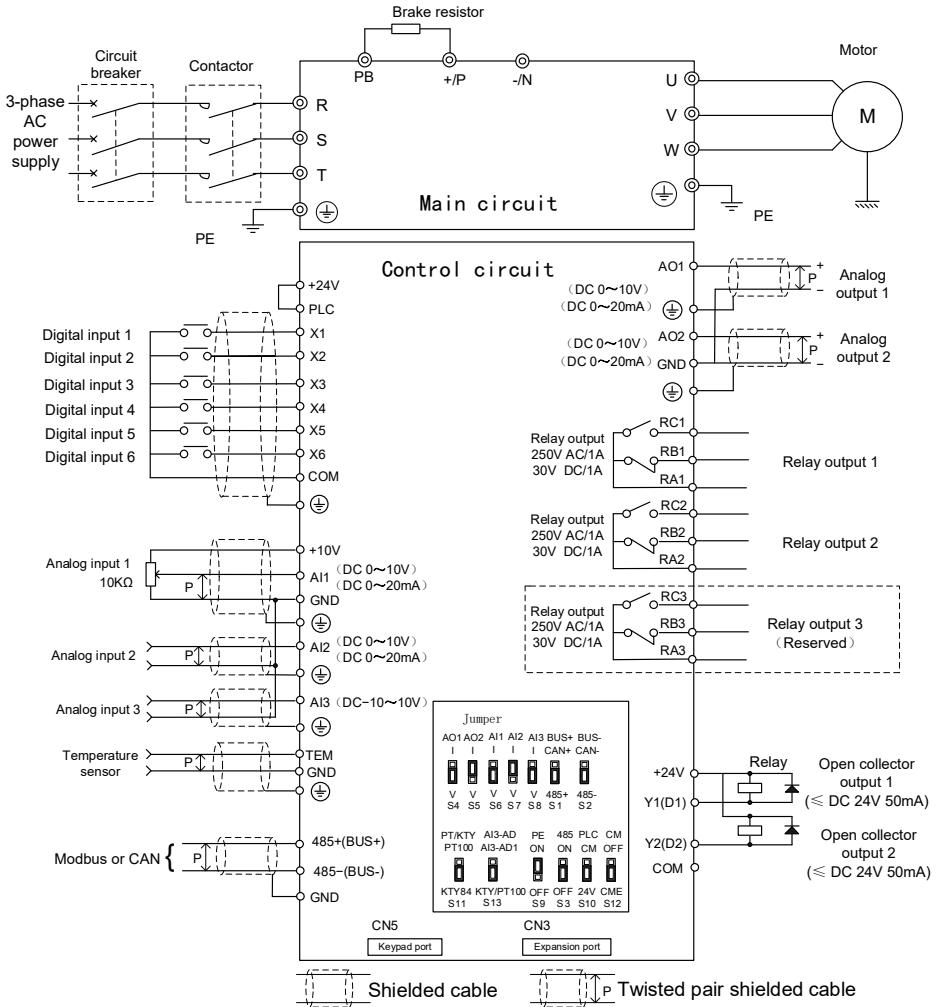 Brake resistor
Circuit
breaker
Contactor
PB
+/P
-/N
Motor
3-phase
AC
power
supply
R
S
T
U
V
W
M
Main circuit
PE
PE
Control circuit
+24V
PLC
Digital input 1
X1
Digital input 2
X2
Digital input 3
X3
Digital input 4
X4
Digital input 5
X5
Digital input 6
X6
COM
AO1
(DC 0～10V)
(DC 0～20mA)
P
+
−
Analog
output 1
AO2
(DC 0～10V)
(DC 0～20mA)
GND
P
+
−
Analog
output 2
Relay output
250V AC/1A
30V DC/1A
RC1
RB1
RA1
Relay output 1
Relay output
250V AC/1A
30V DC/1A
RC2
RB2
RA2
Relay output 2
Relay output
250V AC/1A
30V DC/1A
RC3
RB3
RA3
Relay output 3
（Reserved）
+10V
Analog input 1
10KΩ
P
AI1
(DC 0～10V)
(DC 0～20mA)
GND
Analog input 2
P
AI2
(DC 0～10V)
(DC 0～20mA)
Analog input 3
P
AI3 (DC−10～10V)
Temperature
sensor
P
TEM
GND
Modbus or CAN {
P
485+(BUS+)
485−(BUS-)
GND
Jumper
AO1 AO2 AI1 AI2 AI3 BUS+ BUS-
I I I I I CAN+ CAN-
V V V V V 485+ 485-
S4 S5 S6 S7 S8 S1 S2
PT/KTY AI3-AD PE 485 PLC CM
PT100 AI3-AD1 ON ON CM OFF
KTY84 KTY/PT100 OFF OFF 24V CME
S11 S13 S9 S3 S10 S12
+24V
Relay
Y1(D1)
Open collector
output 1
(≤ DC 24V 50mA)
Y2(D2)
COM
Open collector
output 2
(≤ DC 24V 50mA)
CN5
Keypad port
CN3
Expansion port
Shielded cable
P
Twisted pair shielded cable